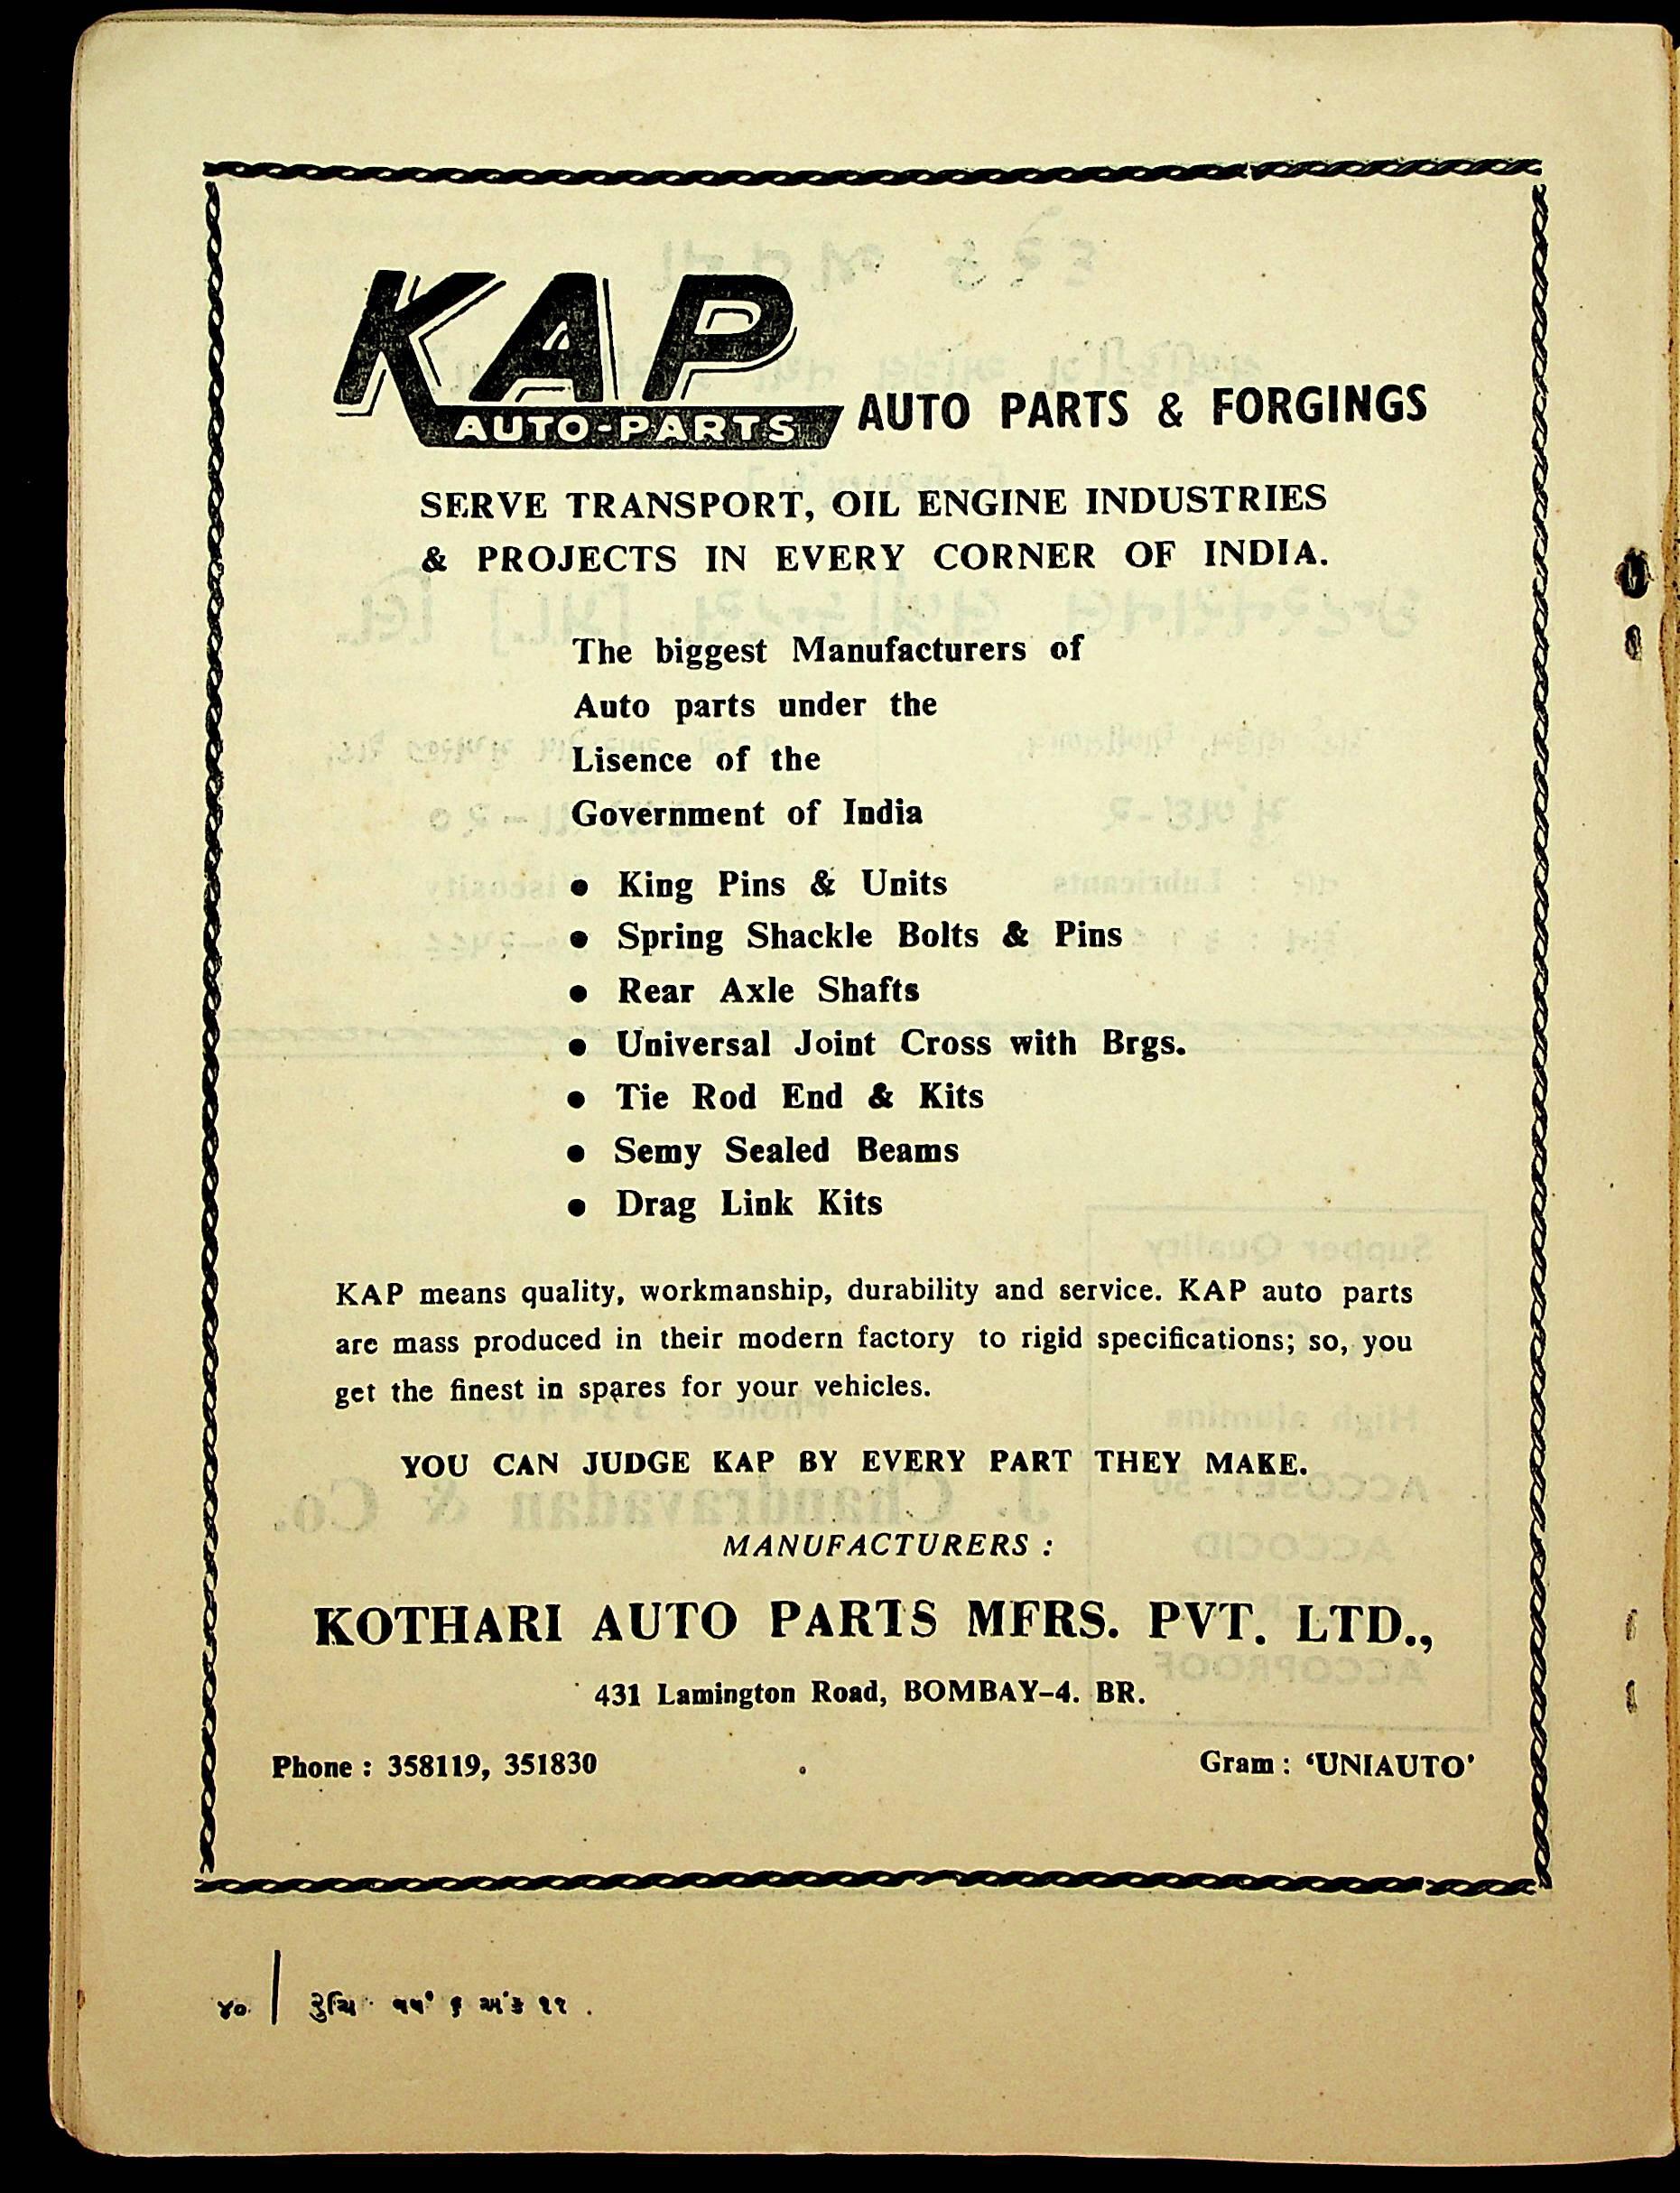 KAP
AUTO-PARTS
AUTO PARTS & FORGINGS
SERVE TRANSPORT, OIL ENGINE INDUSTRIES
& PROJECTS IN EVERY CORNER OF INDIA.
The biggest Manufacturers of
Auto parts under the
Lisence of the
Government of India
• King Pins & Units
• Spring Shackle Bolts & Pins
• Rear Axle Shafts
• Universal Joint Cross with Brgs.
• Tie Rod End & Kits
• Semy Sealed Beams
• Drag Link Kits
KAP means quality, workmanship, durability and service. KAP auto parts
are mass produced in their modern factory to rigid specifications; so, you
get the finest in spares for your vehicles.
YOU CAN JUDGE KAP BY EVERY PART THEY MAKE.
MANUFACTURERS :
KOTHARI AUTO PARTS MFRS. PVT. LTD.,
431 Lamington Road, BOMBAY-4. BR.
Phone : 358119, 351830
Gram : ‘UNIAUTO’
૪૦ | રુચિ વર્ષ ૬ અંક ૧૧ .